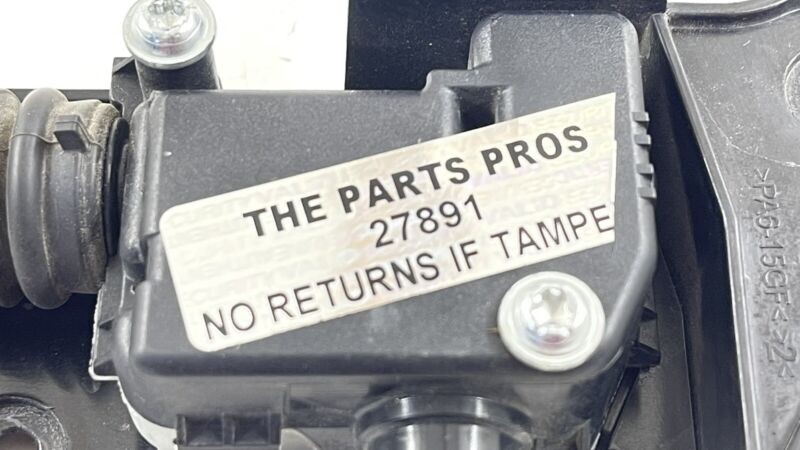 THE PARTS PROS
27891
NO RETURNS IF TAMPE
>PA6-15GF<